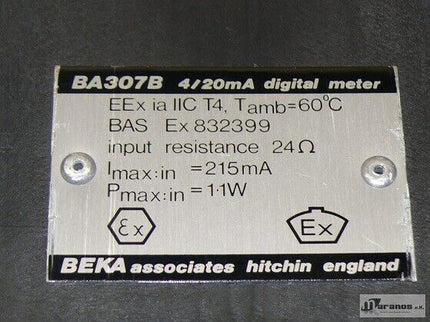 BA307B 4/20mA digital meter
EEx ia IIC T4, Tamb=60°C
BAS Ex 832399
input resistance 24Ω
Imax:in =215mA
Pmax:in =1·1W
εx Ex
BEKA associates hitchin england
Maranos e.K.